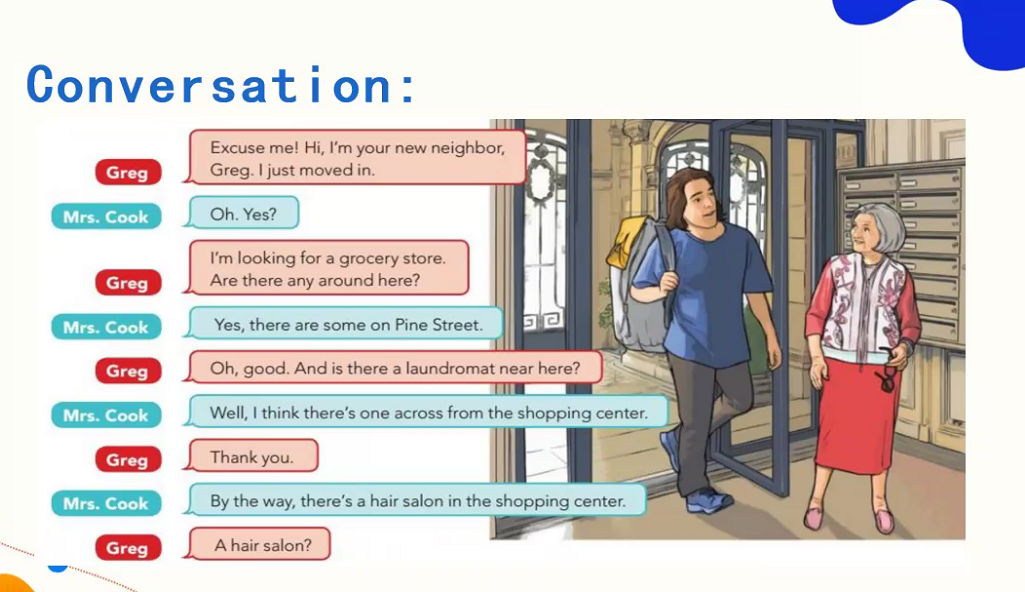 Conversation:
Greg
Excuse me! Hi, I'm your new neighbor,
Greg. I just moved in.
Mrs. Cook
Oh. Yes?
Greg
I'm looking for a grocery store.
Are there any around here?
Mrs. Cook
Yes, there are some on Pine Street.
Greg
Oh, good. And is there a laundromat near here?
Mrs. Cook
Well, I think there's one across from the shopping center.
Greg
Thank you.
Mrs. Cook
By the way, there's a hair salon in the shopping center.
Greg
A hair salon?